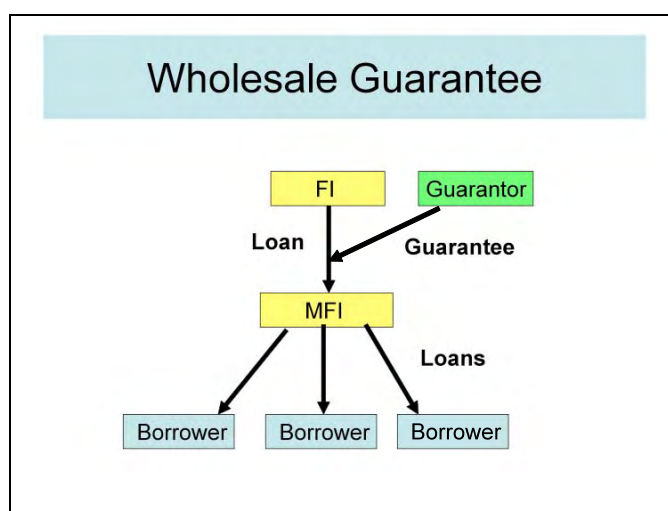 Wholesale Guarantee
FI
Guarantor
Loan
Guarantee
MFI
Loans
Borrower
Borrower
Borrower